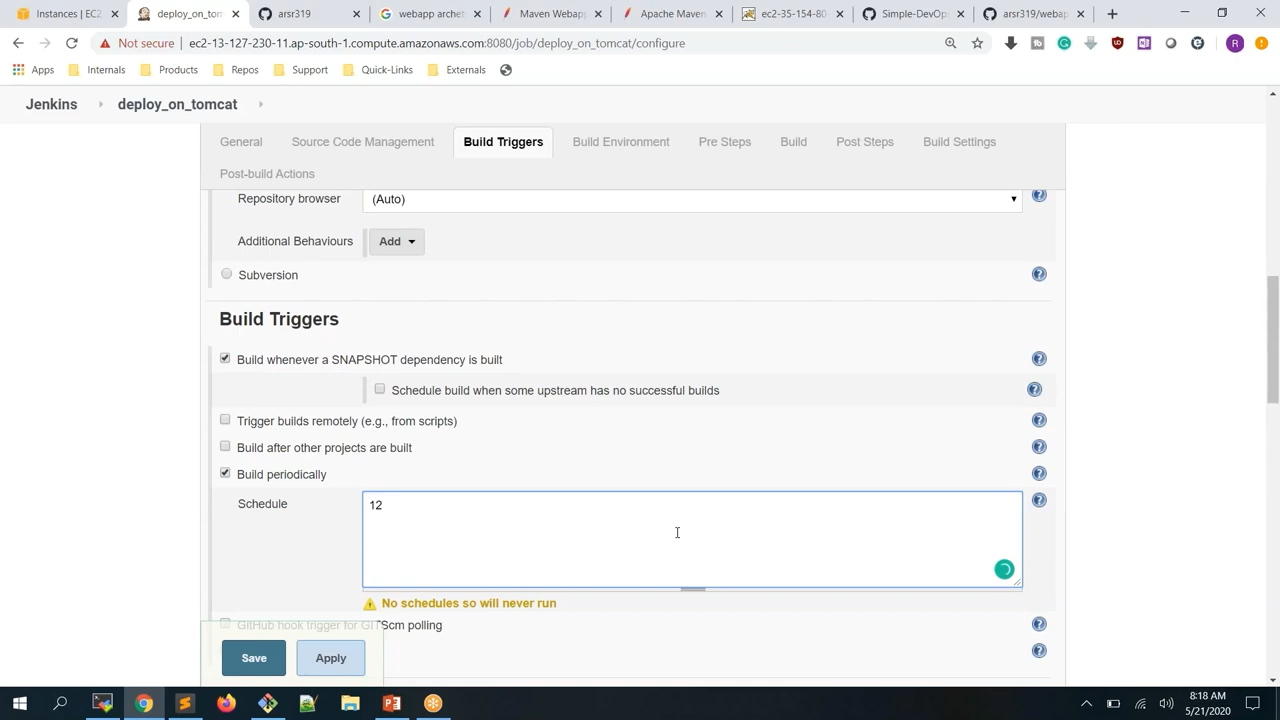 Instances | EC2
deploy_on_tom
arsr319
webapp archet
Maven Webapp
Apache Maven
ec2-35-154-80
Simple-DevOp
arsr319/webap
Not secure
ec2-13-127-230-11.ap-south-1.compute.amazonaws.com:8080/job/deploy_on_tomcat/configure
R
Apps
Internals
Products
Repos
Support
Quick-Links
Externals
Jenkins
deploy_on_tomcat
General
Source Code Management
Build Triggers
Build Environment
Pre Steps
Build
Post Steps
Build Settings
Post-build Actions
Repository browser
(Auto)
Additional Behaviours
Add
Subversion
Build Triggers
Build whenever a SNAPSHOT dependency is built
Schedule build when some upstream has no successful builds
Trigger builds remotely (e.g., from scripts)
Build after other projects are built
Build periodically
Schedule
12
No schedules so will never run
GitHub hook trigger for GITScm polling
Save
Apply
8:18 AM
5/21/2020